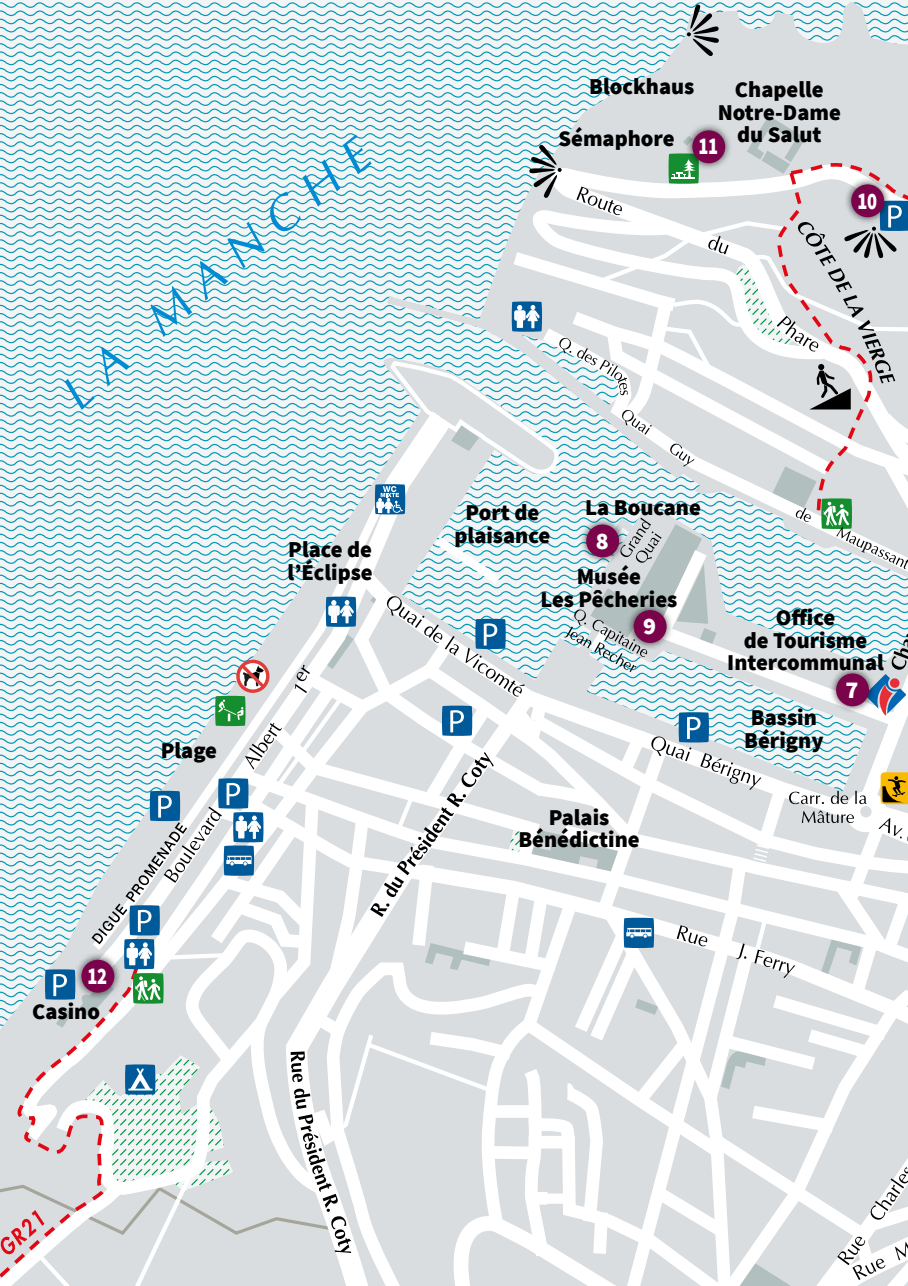 Blockhaus
Chapelle
Notre-Dame
du Salut
Sémaphore
11
10
P
LA MANCHE
Route
du
Phare
CÔTE DE LA VIERGE
Q. des Pilotes
Quai
Guy
de
Maupassant
WC
MIXTE
Port de
plaisance
La Boucane
8
Grand
Quai
Place de
l'Éclipse
Musée
Les Pêcheries
9
Q. Capitaine
Jean Recher
Office
de Tourisme
Intercommunal
7
Quai de la Vicomté
P
P
P
Bassin
Bérigny
Quai Bérigny
Carr. de la
Mâture
Av.
Plage
Boulevard
Albert
1er
P
P
DIGUE PROMENADE
P
P
12
Casino
R. du Président R. Coty
Palais
Bénédictine
Rue
J. Ferry
Rue du Président R. Coty
GR21
Rue Charles
Rue